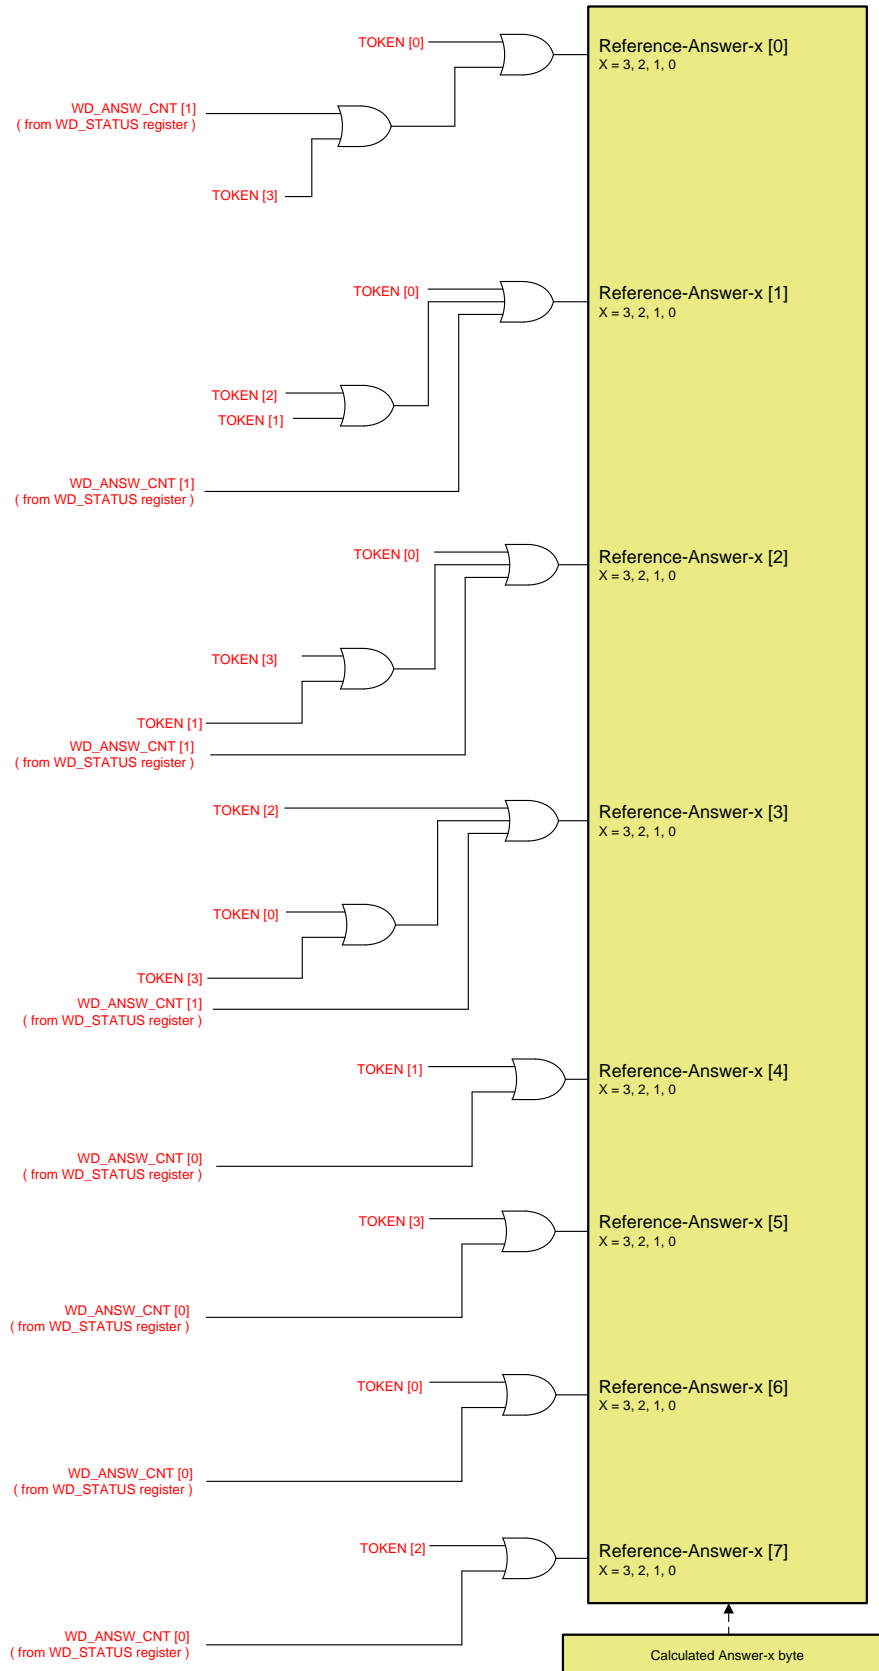 TOKEN [0]
Reference-Answer-x [0]
X = 3, 2, 1, 0
WD_ANSW_CNT [1]
( from WD_STATUS register )
TOKEN [3]
TOKEN [0]
Reference-Answer-x [1]
X = 3, 2, 1, 0
TOKEN [2]
TOKEN [1]
WD_ANSW_CNT [1]
( from WD_STATUS register )
TOKEN [0]
Reference-Answer-x [2]
X = 3, 2, 1, 0
TOKEN [3]
TOKEN [1]
WD_ANSW_CNT [1]
( from WD_STATUS register )
TOKEN [2]
Reference-Answer-x [3]
X = 3, 2, 1, 0
TOKEN [0]
TOKEN [3]
WD_ANSW_CNT [1]
( from WD_STATUS register )
TOKEN [1]
Reference-Answer-x [4]
X = 3, 2, 1, 0
WD_ANSW_CNT [0]
( from WD_STATUS register )
TOKEN [3]
Reference-Answer-x [5]
X = 3, 2, 1, 0
WD_ANSW_CNT [0]
( from WD_STATUS register )
TOKEN [0]
Reference-Answer-x [6]
X = 3, 2, 1, 0
WD_ANSW_CNT [0]
( from WD_STATUS register )
TOKEN [2]
Reference-Answer-x [7]
X = 3, 2, 1, 0
WD_ANSW_CNT [0]
( from WD_STATUS register )
Calculated Answer-x byte